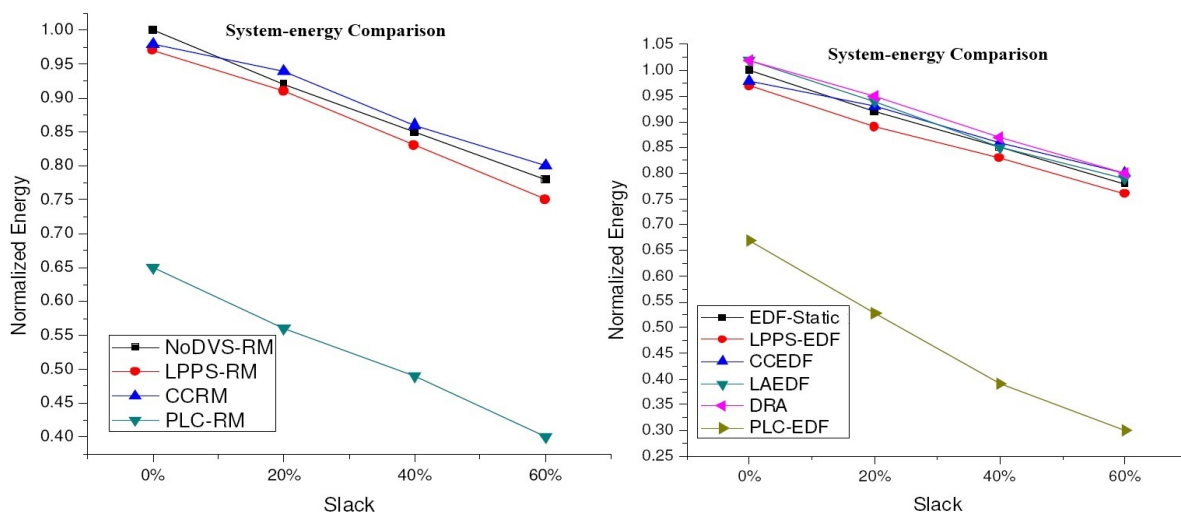 System-energy Comparison
1.00
0.95
0.90
0.85
0.80
0.75
0.70
0.65
0.60
0.55
0.50
0.45
0.40
Normalized Energy
NoDVS-RM
LPPS-RM
CCRM
PLC-RM
0% 20% 40% 60%
Slack
System-energy Comparison
1.05
1.00
0.95
0.90
0.85
0.80
0.75
0.70
0.65
0.60
0.55
0.50
0.45
0.40
0.35
0.30
0.25
Normalized Energy
EDF-Static
LPPS-EDF
CCEDF
LAEDF
DRA
PLC-EDF
0% 20% 40% 60%
Slack